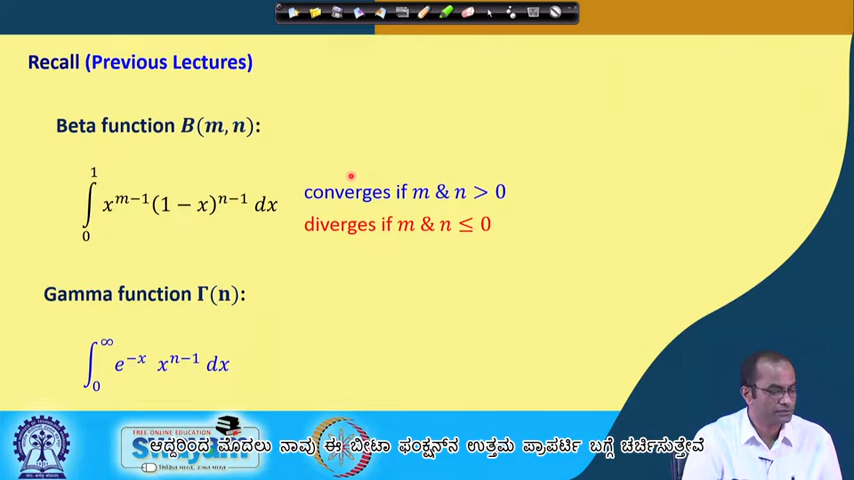 Recall (Previous Lectures)
Beta function B(m, n):
∫₀¹ x^{m−1}(1 − x)^{n−1} dx
converges if m & n > 0
diverges if m & n ≤ 0
Gamma function Γ(n):
∫₀^∞ e^{−x} x^{n−1} dx
FREE ONLINE EDUCATION
ಆದ್ದರಿಂದ ಮೊದಲು ನಾವು ಈ ಬೀಟಾ ಫಂಕ್ಷನ್‌ನ ಉತ್ತಮ ಪ್ರಾಪರ್ಟಿ ಬಗ್ಗೆ ಚರ್ಚಿಸುತ್ತೇವೆ